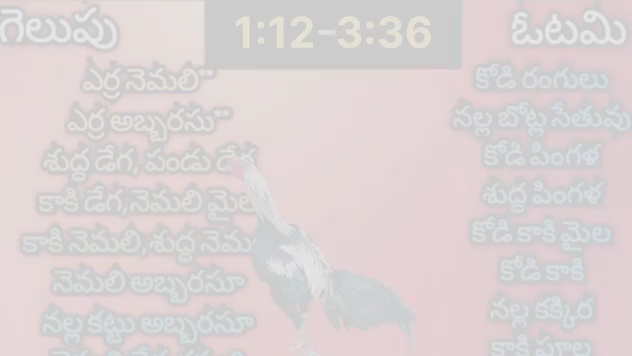 గెలుపు
1:12-3:36
ఓటమి
ఎర్ర నెమలి**
ఎర్ర అబ్బరసు**
శుద్ధ డేగ, పండు డేగ
కాకి డేగ,నెమలి మైల
కాకి నెమలి,శుద్ధ నెమ
నెమలి అబ్బరసూ
నల్ల కట్టు అబ్బరసూ
కోడి రంగులు
నల్ల బోట్ల సేతువు
కోడి పింగళ
శుద్ధ పింగళ
కోడి కాకి మైల
కోడి కాకి
నల్ల కక్కిర